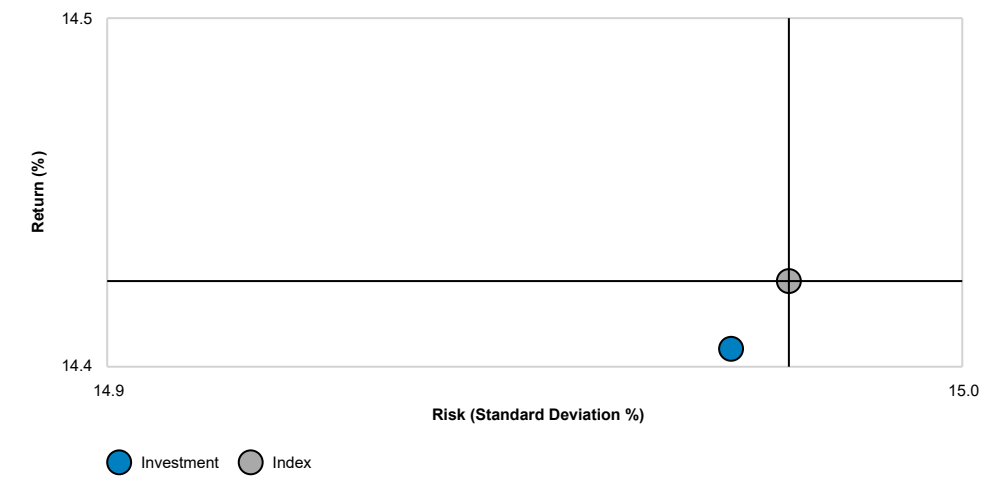 14.5
Return (%)
14.4
14.9
15.0
Risk (Standard Deviation %)
Investment
Index